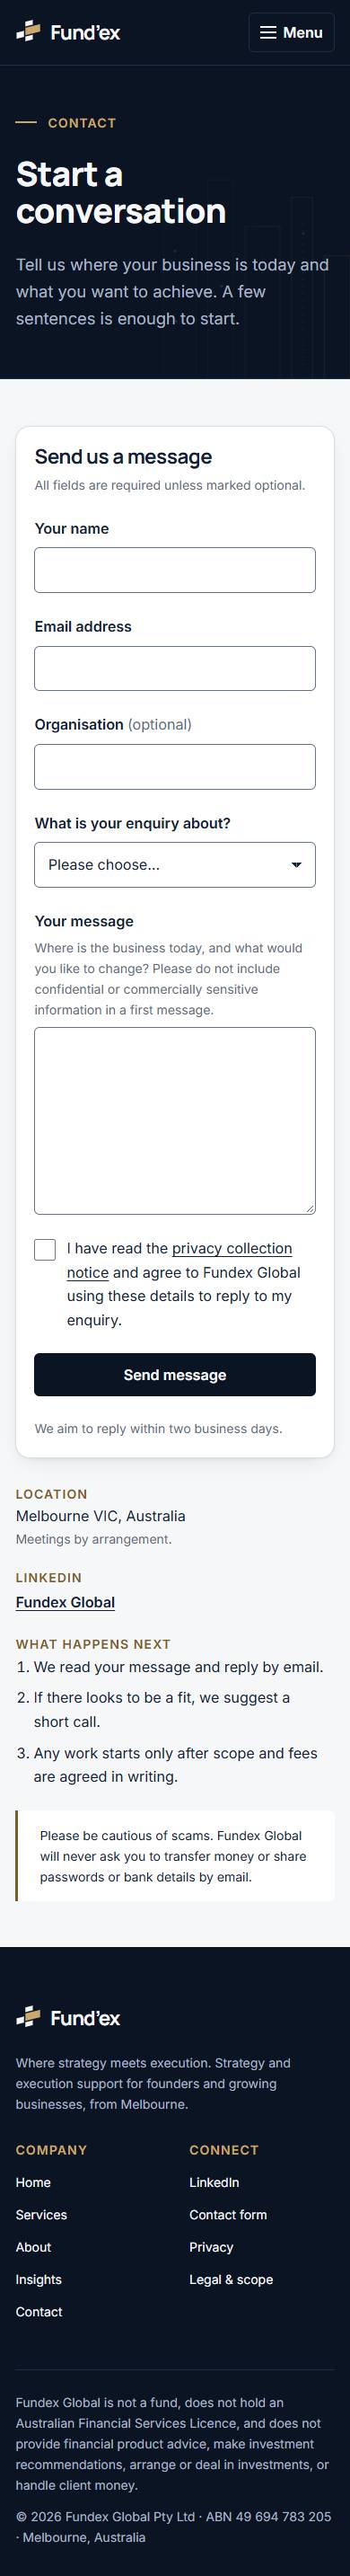 Fund’ex
Menu
CONTACT
Start a
conversation
Tell us where your business is today and
what you want to achieve. A few
sentences is enough to start.
Send us a message
All fields are required unless marked optional.
Your name
Email address
Organisation (optional)
What is your enquiry about?
Please choose…
Your message
Where is the business today, and what would
you like to change? Please do not include
confidential or commercially sensitive
information in a first message.
I have read the privacy collection
notice and agree to Fundex Global
using these details to reply to my
enquiry.
Send message
We aim to reply within two business days.
LOCATION
Melbourne VIC, Australia
Meetings by arrangement.
LINKEDIN
Fundex Global
WHAT HAPPENS NEXT
1. We read your message and reply by email.
2. If there looks to be a fit, we suggest a
short call.
3. Any work starts only after scope and fees
are agreed in writing.
Please be cautious of scams. Fundex Global
will never ask you to transfer money or share
passwords or bank details by email.
Fund’ex
Where strategy meets execution. Strategy and
execution support for founders and growing
businesses, from Melbourne.
COMPANY
Home
Services
About
Insights
Contact
CONNECT
LinkedIn
Contact form
Privacy
Legal & scope
Fundex Global is not a fund, does not hold an
Australian Financial Services Licence, and does not
provide financial product advice, make investment
recommendations, arrange or deal in investments, or
handle client money.
© 2026 Fundex Global Pty Ltd · ABN 49 694 783 205
· Melbourne, Australia